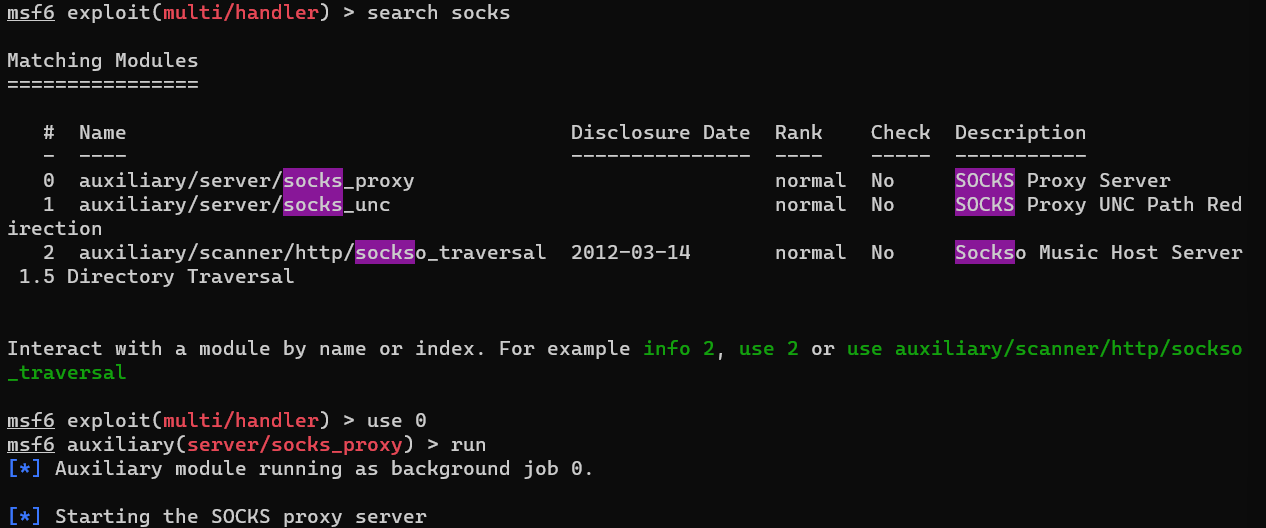 msf6 exploit(multi/handler) > search socks
Matching Modules
================
#  Name                                     Disclosure Date  Rank    Check  Description
-  ----                                     ---------------  ----    -----  -----------
0  auxiliary/server/socks_proxy                              normal  No     SOCKS Proxy Server
1  auxiliary/server/socks_unc                                normal  No     SOCKS Proxy UNC Path Red
irection
2  auxiliary/scanner/http/sockso_traversal  2012-03-14       normal  No     Sockso Music Host Server
1.5 Directory Traversal
Interact with a module by name or index. For example info 2, use 2 or use auxiliary/scanner/http/sockso
_traversal
msf6 exploit(multi/handler) > use 0
msf6 auxiliary(server/socks_proxy) > run
[*] Auxiliary module running as background job 0.
[*] Starting the SOCKS proxy server